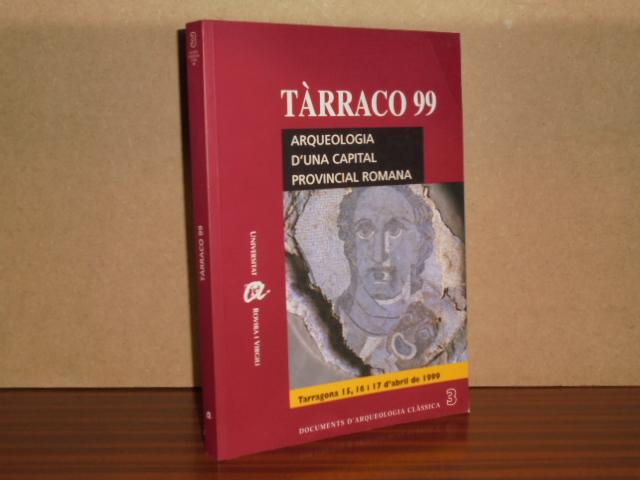 TÀRRACO 99
ARQUEOLOGIA
D'UNA CAPITAL
PROVINCIAL ROMANA
UNIVERSITAT
ROVIRA I VIRGILI
Tarragona 15, 16 i 17 d'abril de 1999
DOCUMENTS D'ARQUEOLOGIA CLÀSSICA 3
TÀRRACO 99